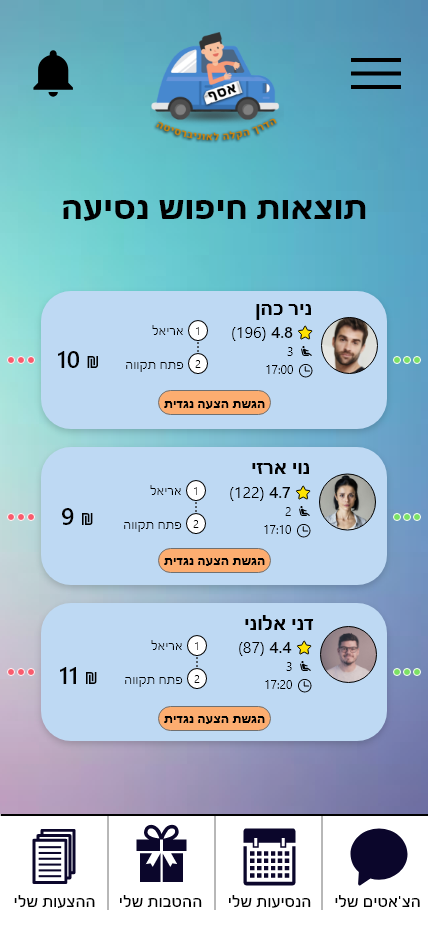 אסף
הדרך הקלה לאוניברסיטה
תוצאות חיפוש נסיעה
ניר כהן
4.8 (196)
3
17:00
1 אריאל
2 פתח תקווה
10 ₪
הגשת הצעה נגדית
נוי ארזי
4.7 (122)
2
17:10
1 אריאל
2 פתח תקווה
9 ₪
הגשת הצעה נגדית
דני אלוני
4.4 (87)
3
17:20
1 אריאל
2 פתח תקווה
11 ₪
הגשת הצעה נגדית
הצ'אטים שלי
הנסיעות שלי
ההטבות שלי
ההצעות שלי